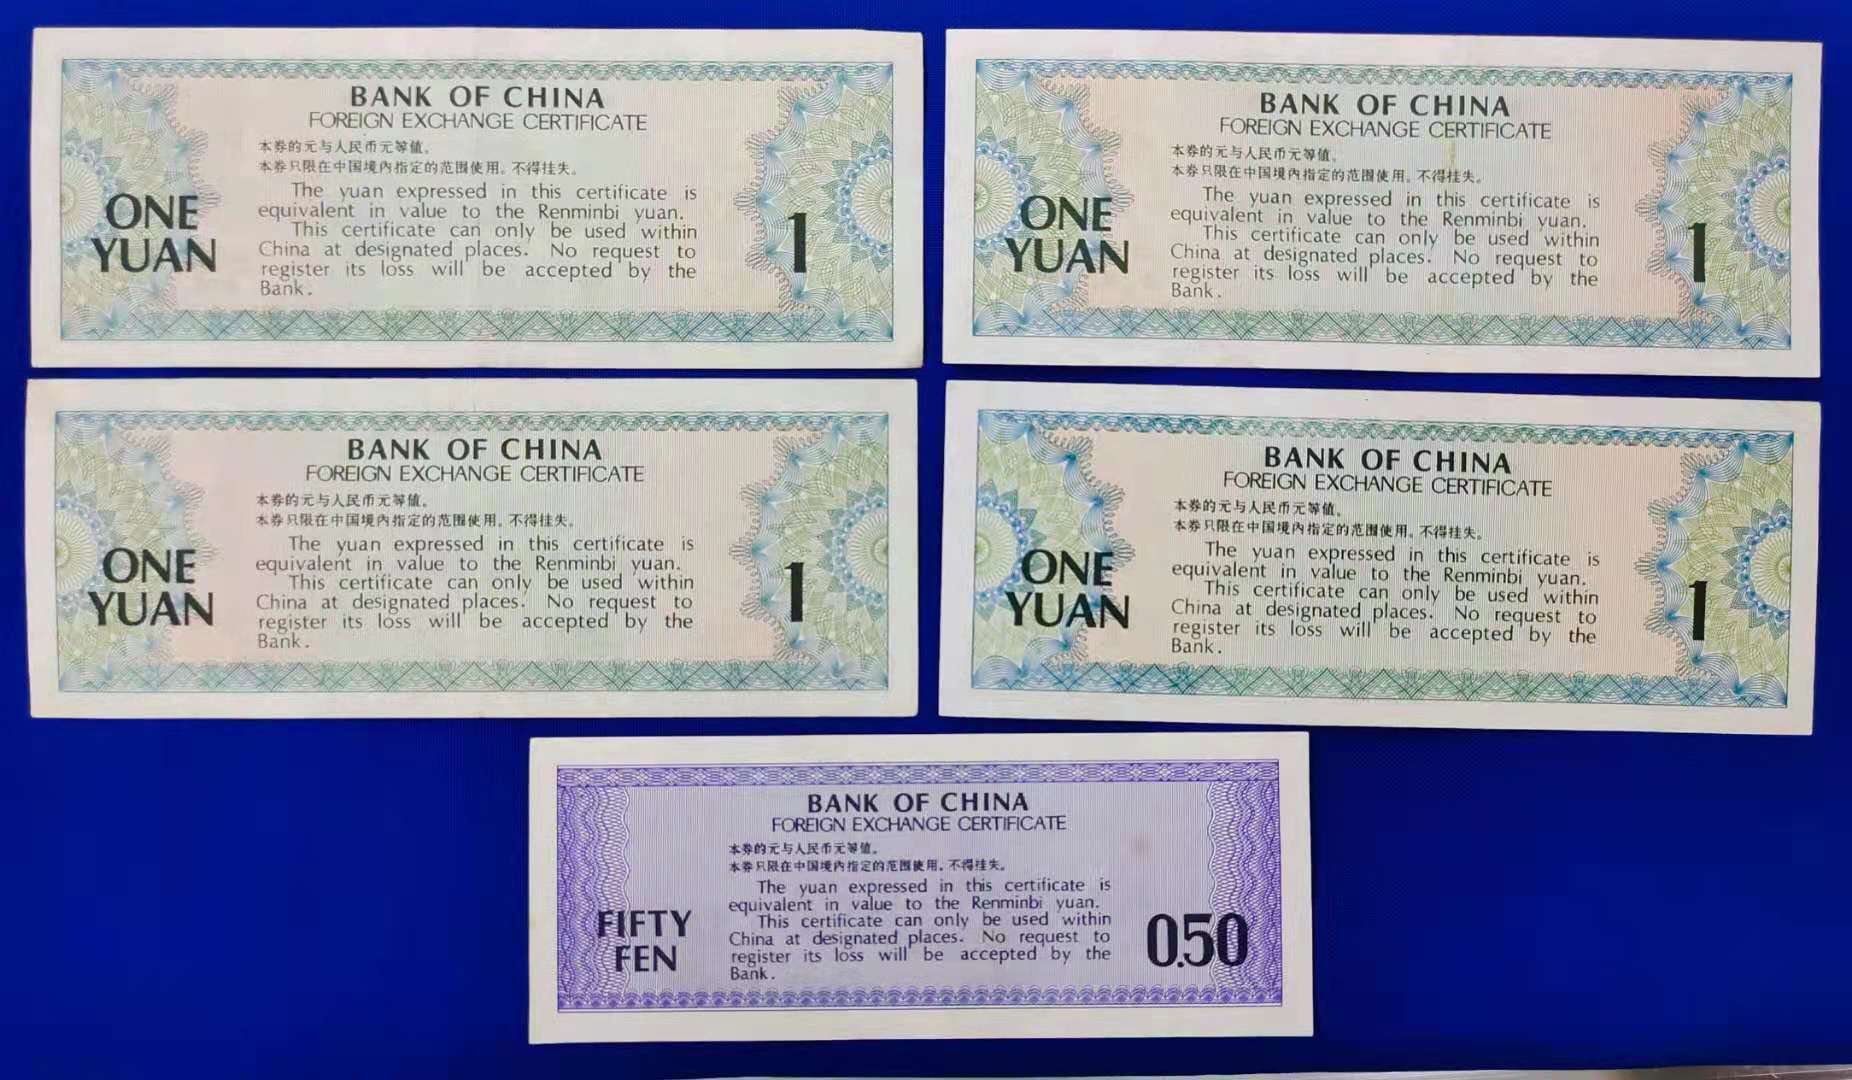 BANK OF CHINA
FOREIGN EXCHANGE CERTIFICATE
本券的元与人民币元等值。
本券只限在中国境内指定的范围使用。不得挂失。
The yuan expressed in this certificate is
equivalent in value to the Renminbi yuan.
This certificate can only be used within
China at designated places. No request to
register its loss will be accepted by the
Bank.
ONE
YUAN
1
BANK OF CHINA
FOREIGN EXCHANGE CERTIFICATE
本券的元与人民币元等值。
本券只限在中国境内指定的范围使用。不得挂失。
The yuan expressed in this certificate is
equivalent in value to the Renminbi yuan.
This certificate can only be used within
China at designated places. No request to
register its loss will be accepted by the
Bank.
ONE
YUAN
1
BANK OF CHINA
FOREIGN EXCHANGE CERTIFICATE
本券的元与人民币元等值。
本券只限在中国境内指定的范围使用。不得挂失。
The yuan expressed in this certificate is
equivalent in value to the Renminbi yuan.
This certificate can only be used within
China at designated places. No request to
register its loss will be accepted by the
Bank.
ONE
YUAN
1
BANK OF CHINA
FOREIGN EXCHANGE CERTIFICATE
本券的元与人民币元等值。
本券只限在中国境内指定的范围使用。不得挂失。
The yuan expressed in this certificate is
equivalent in value to the Renminbi yuan.
This certificate can only be used within
China at designated places. No request to
register its loss will be accepted by the
Bank.
ONE
YUAN
1
BANK OF CHINA
FOREIGN EXCHANGE CERTIFICATE
本券的元与人民币元等值。
本券只限在中国境内指定的范围使用。不得挂失。
The yuan expressed in this certificate is
equivalent in value to the Renminbi yuan.
This certificate can only be used within
China at designated places. No request to
register its loss will be accepted by the
Bank.
FIFTY
FEN
0.50